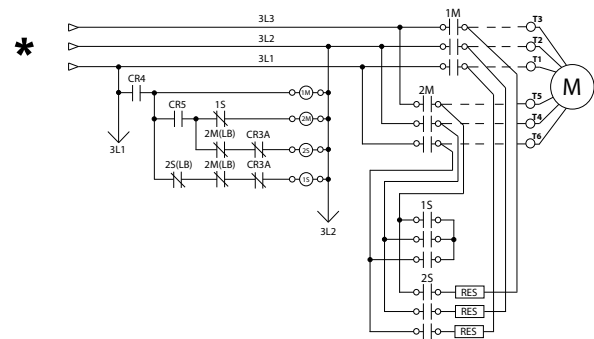 1M
3L3
T3
*
3L2
T2
3L1
T1
CR4
M
2M
1M
T5
CR5
1S
2M
T4
2M(LB)
CR3A
T6
3L1
2S
2S(LB)
2M(LB)
CR3A
1S
1S
3L2
2S
RES
RES
RES